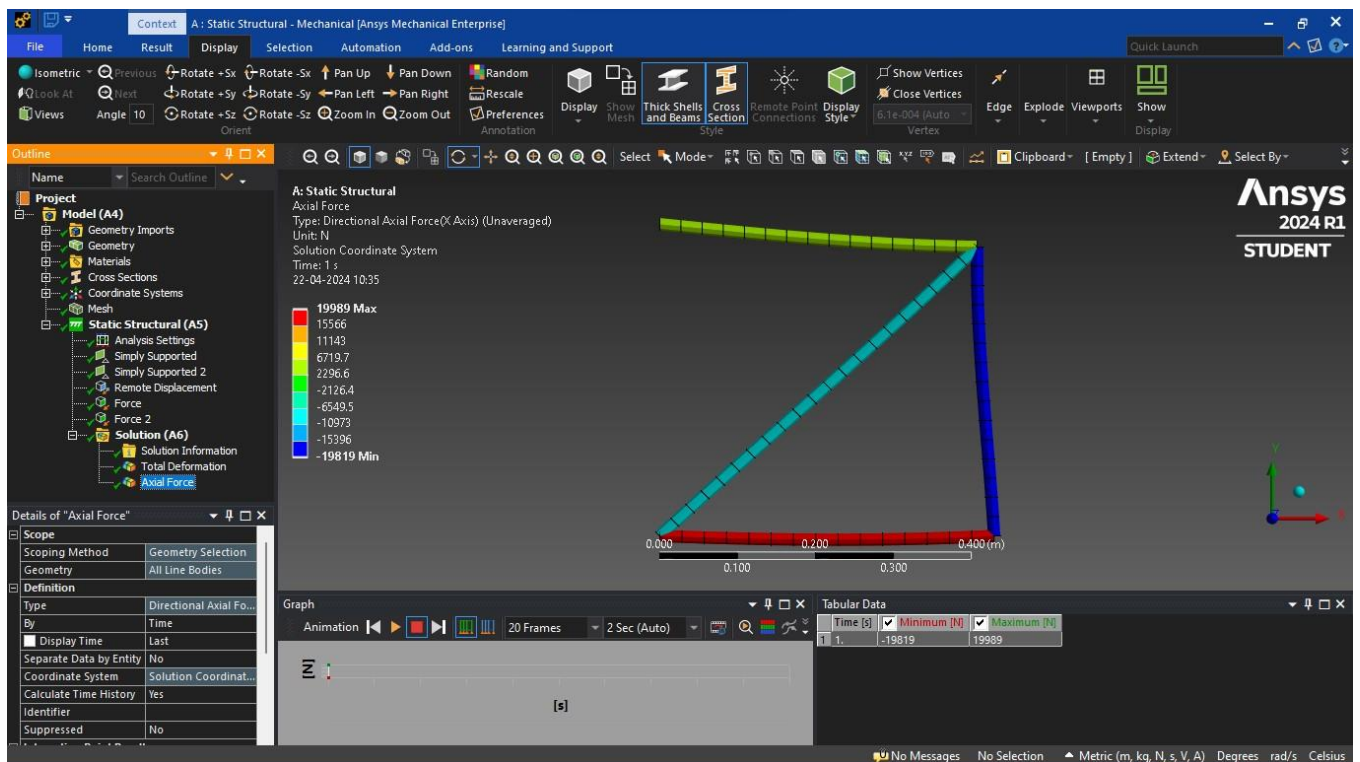 Context A : Static Structural - Mechanical [Ansys Mechanical Enterprise]
File Home Result Display Selection Automation Add-ons Learning and Support Quick Launch
Isometric Previous Rotate +Sx Rotate -Sx Pan Up Pan Down Random Show Vertices
Look At Next Rotate +Sy Rotate -Sy Pan Left Pan Right Rescale Close Vertices
Views Angle 10 Rotate +Sz Rotate -Sz Zoom In Zoom Out Preferences 6.1e-004 (Auto
Display Show Mesh Thick Shells and Beams Cross Section Remote Point Connections Display Style Edge Explode Viewports Show
Orient Annotation Style Vertex Display
Outline Select Mode Clipboard [ Empty ] Extend Select By
Name Search Outline
Project
Model (A4)
Geometry Imports
Geometry
Materials
Cross Sections
Coordinate Systems
Mesh
Static Structural (A5)
Analysis Settings
Simply Supported
Simply Supported 2
Remote Displacement
Force
Force 2
Solution (A6)
Solution Information
Total Deformation
Axial Force
A: Static Structural
Axial Force
Type: Directional Axial Force(X Axis) (Unaveraged)
Unit: N
Solution Coordinate System
Time: 1 s
22-04-2024 10:35
19989 Max
15566
11143
6719.7
2296.6
-2126.4
-6549.5
-10973
-15396
-19819 Min
Ansys
2024 R1
STUDENT
Y
X
0.000 0.200 0.400 (m)
0.100 0.300
Details of "Axial Force"
Scope
Scoping Method Geometry Selection
Geometry All Line Bodies
Definition
Type Directional Axial Fo...
By Time
Display Time Last
Separate Data by Entity No
Coordinate System Solution Coordinat...
Calculate Time History Yes
Identifier
Suppressed No
Graph
Animation 20 Frames 2 Sec (Auto)
[N]
[s]
Tabular Data
Time [s] Minimum [N] Maximum [N]
1 1. -19819 19989
No Messages No Selection Metric (m, kg, N, s, V, A) Degrees rad/s Celsius